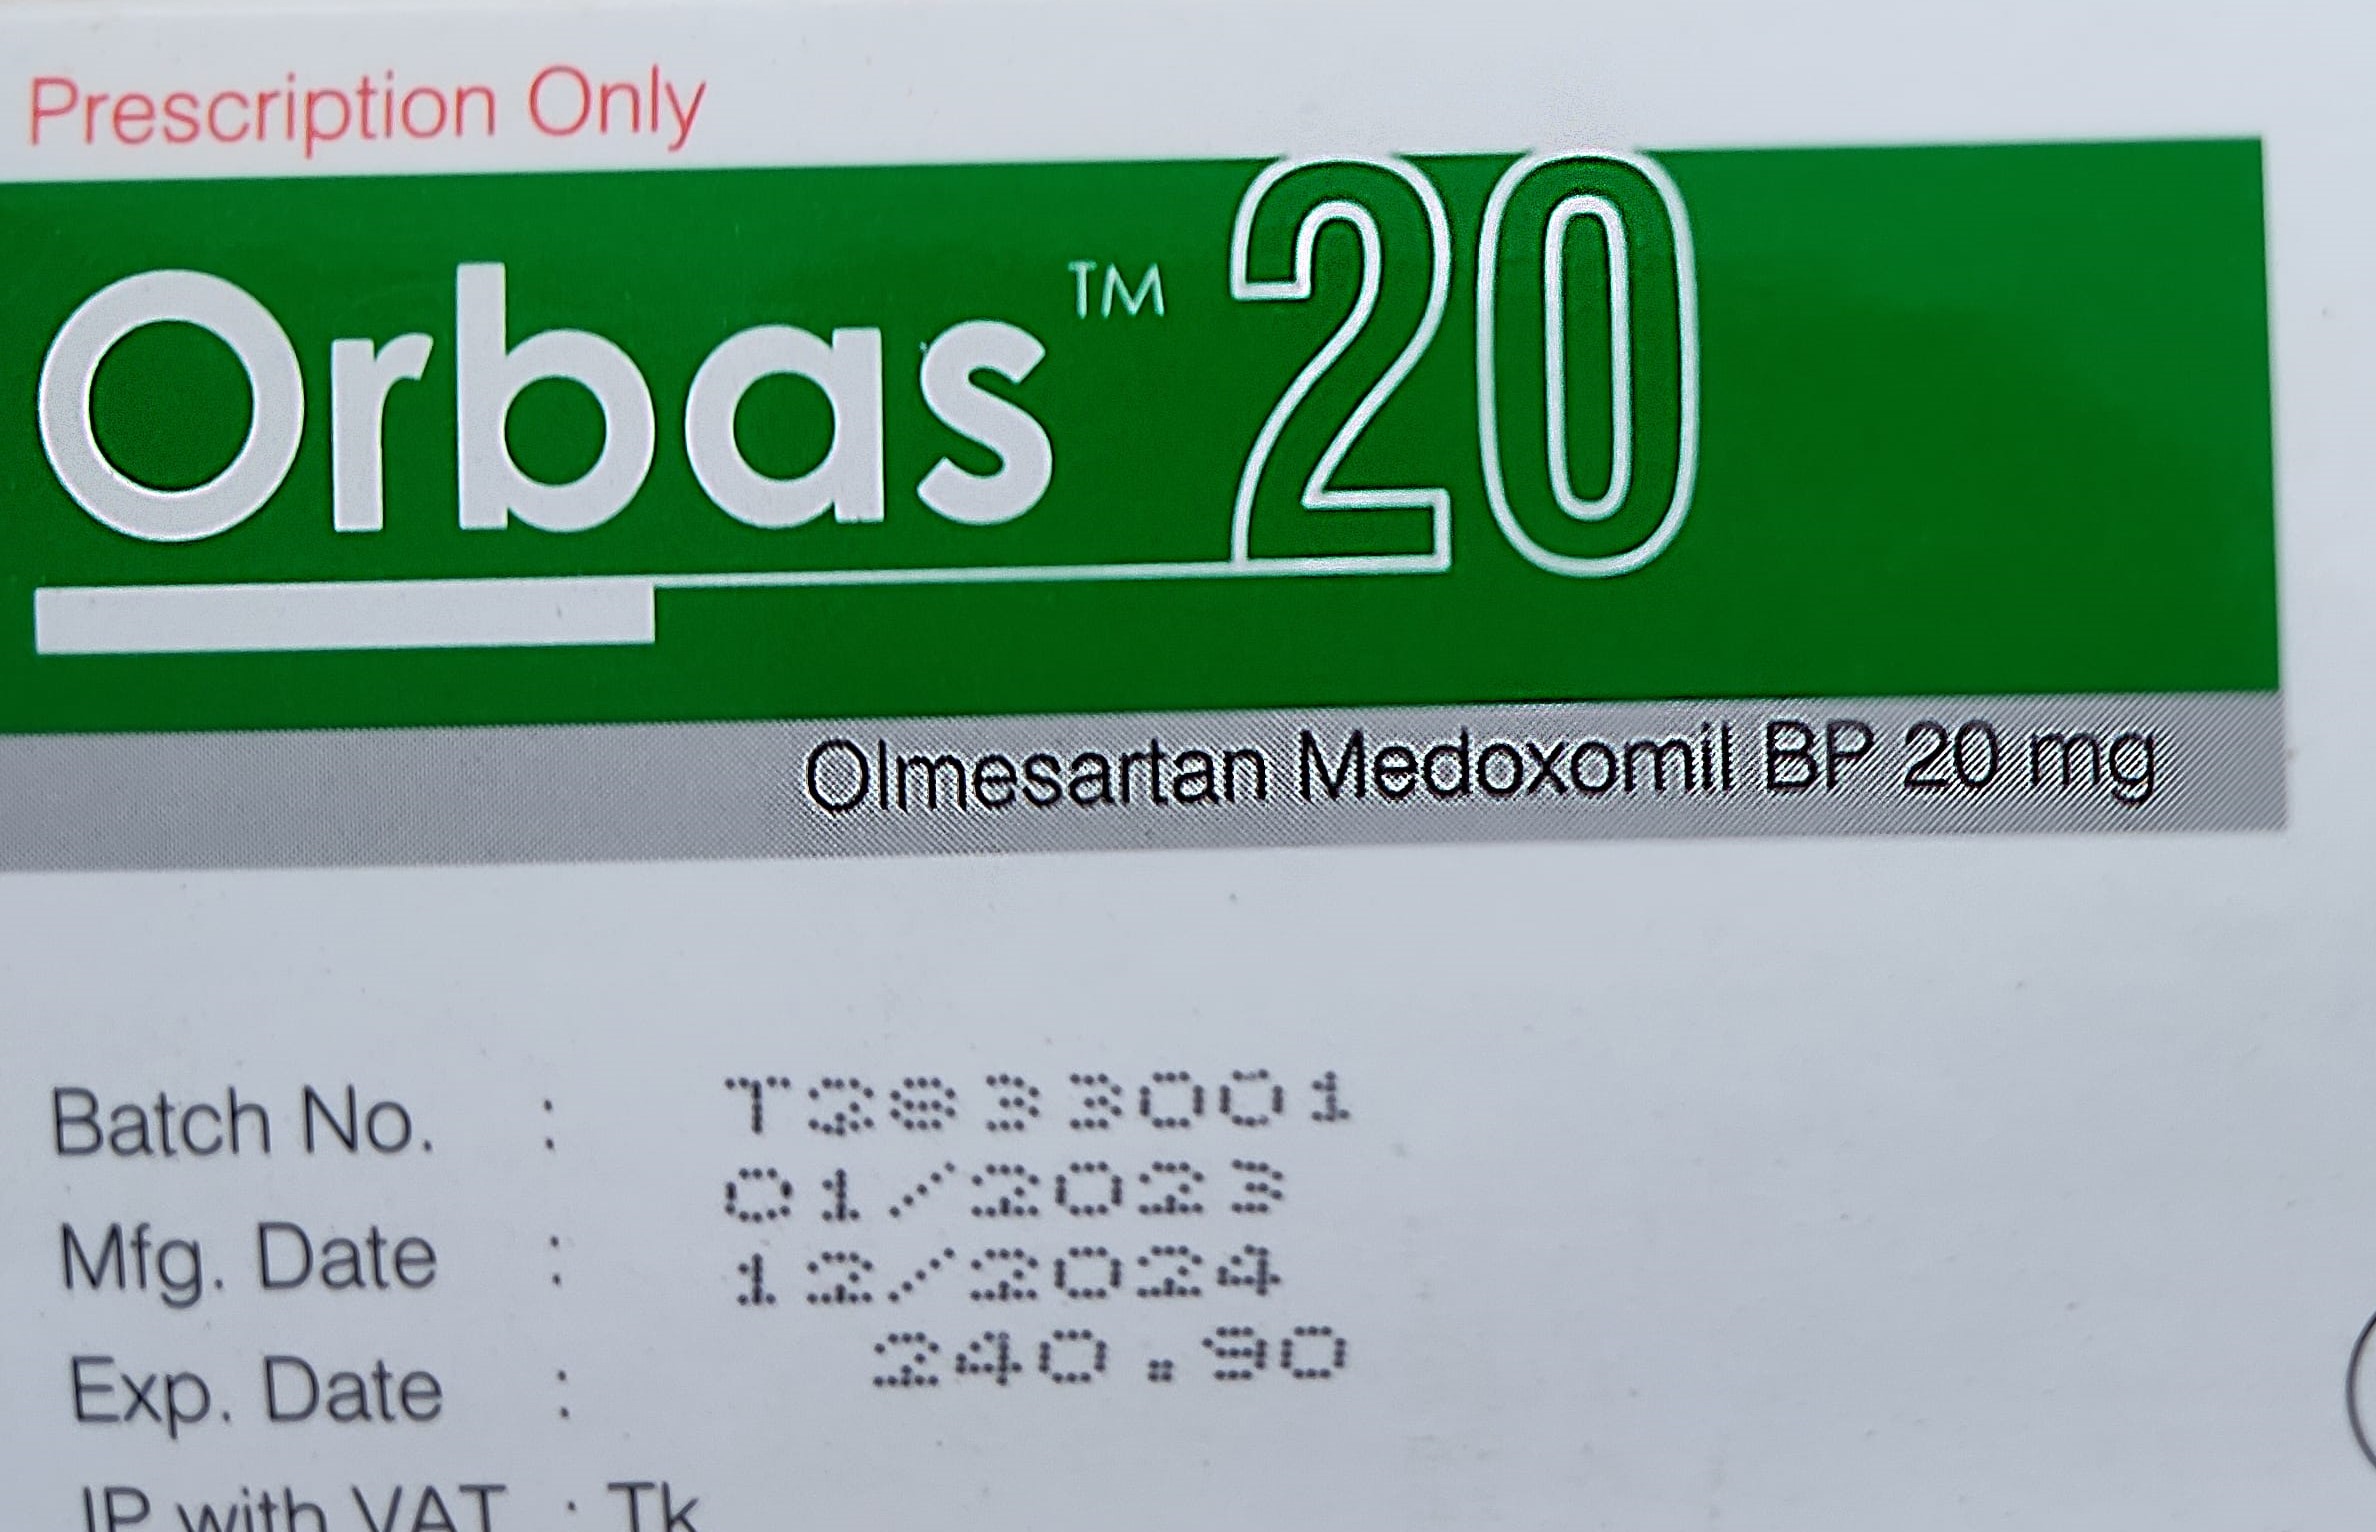 Prescription Only
Orbas™ 20
Olmesartan Medoxomil BP 20 mg
Batch No. : T2833001
Mfg. Date : 01/2023
Exp. Date : 12/2024
IP with VAT : Tk 240.90